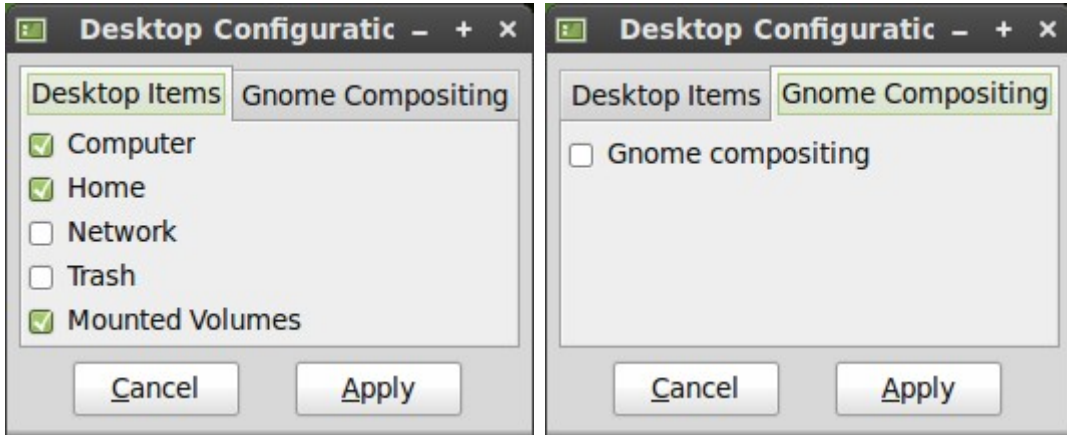 Desktop Configuratic
Desktop Items Gnome Compositing
Computer
Home
Network
Trash
Mounted Volumes
Cancel Apply
Desktop Configuratic
Desktop Items Gnome Compositing
Gnome compositing
Cancel Apply